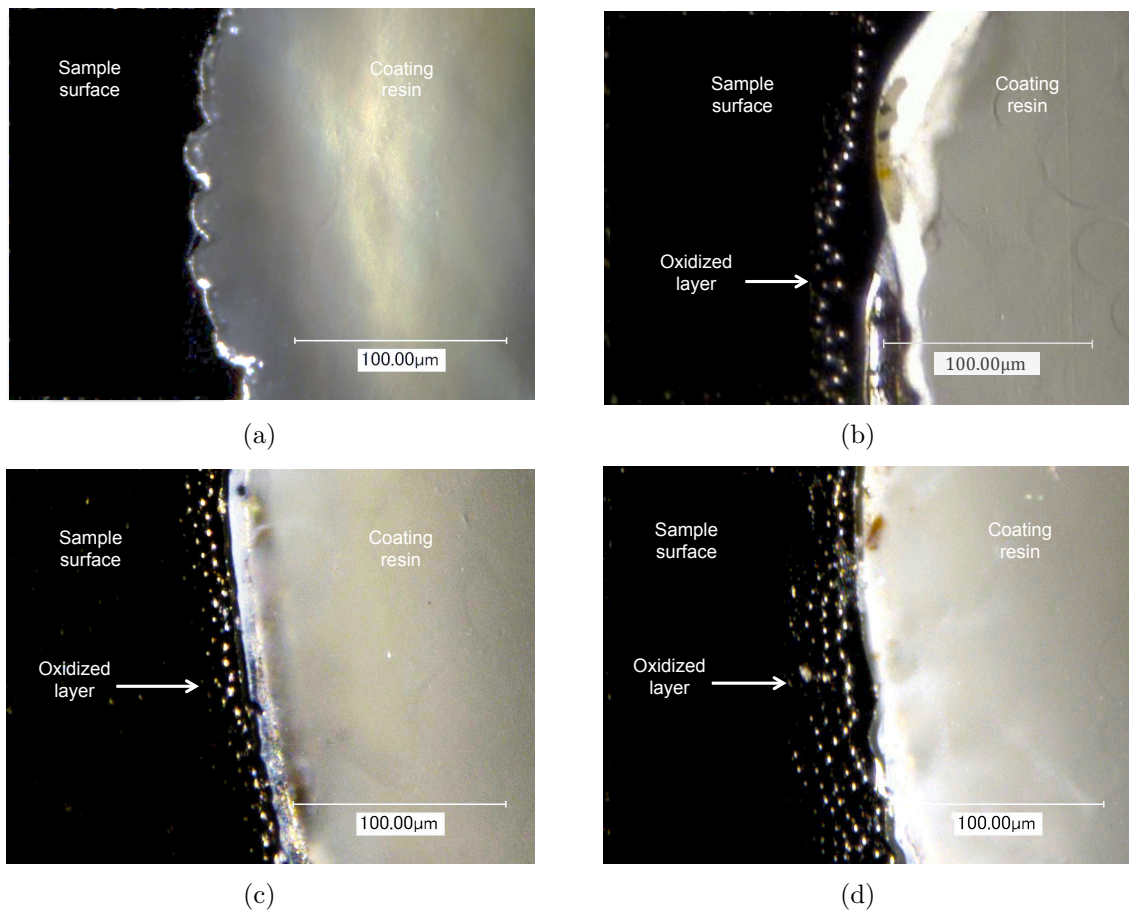 Sample
surface
Coating
resin
100.00μm
(a)
Sample
surface
Coating
resin
Oxidized
layer
100.00μm
(b)
Sample
surface
Coating
resin
Oxidized
layer
100.00μm
(c)
Sample
surface
Coating
resin
Oxidized
layer
100.00μm
(d)